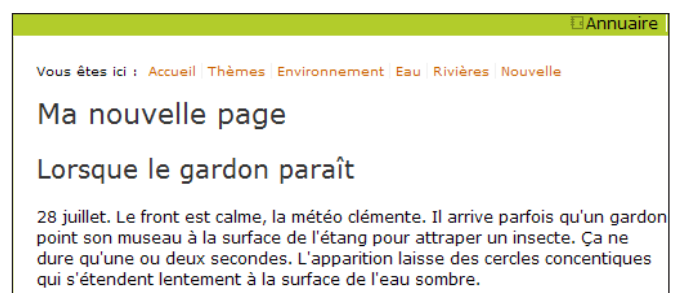 Annuaire
Vous êtes ici : Accueil Thèmes Environnement Eau Rivières Nouvelle
Ma nouvelle page
Lorsque le gardon paraît
28 juillet. Le front est calme, la météo clémente. Il arrive parfois qu'un gardon
point son museau à la surface de l'étang pour attraper un insecte. Ça ne
dure qu'une ou deux secondes. L'apparition laisse des cercles concentiques
qui s'étendent lentement à la surface de l'eau sombre.